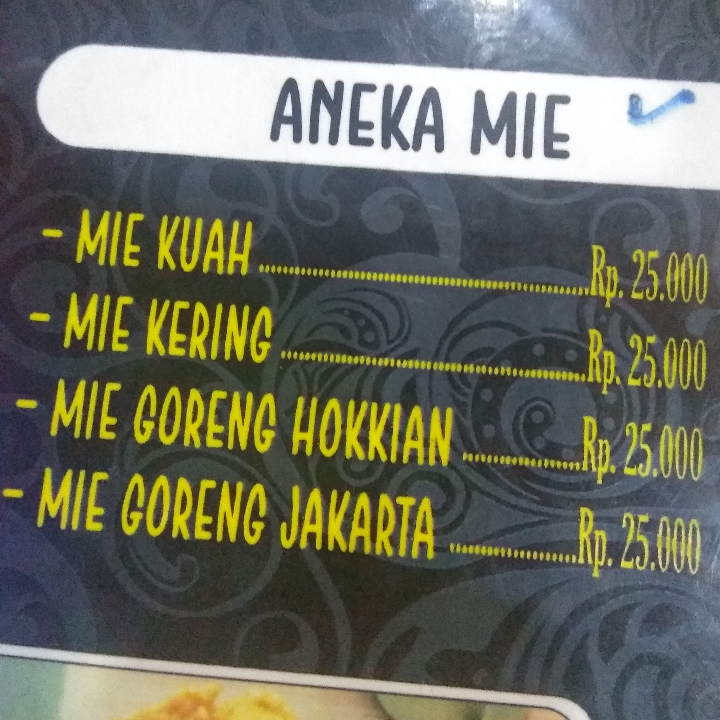 ANEKA MIE
- MIE KUAH ........................................ Rp. 25.000
- MIE KERING ..................................... Rp. 25.000
- MIE GORENG HOKKIAN .............. Rp. 25.000
- MIE GORENG JAKARTA ............... Rp. 25.000